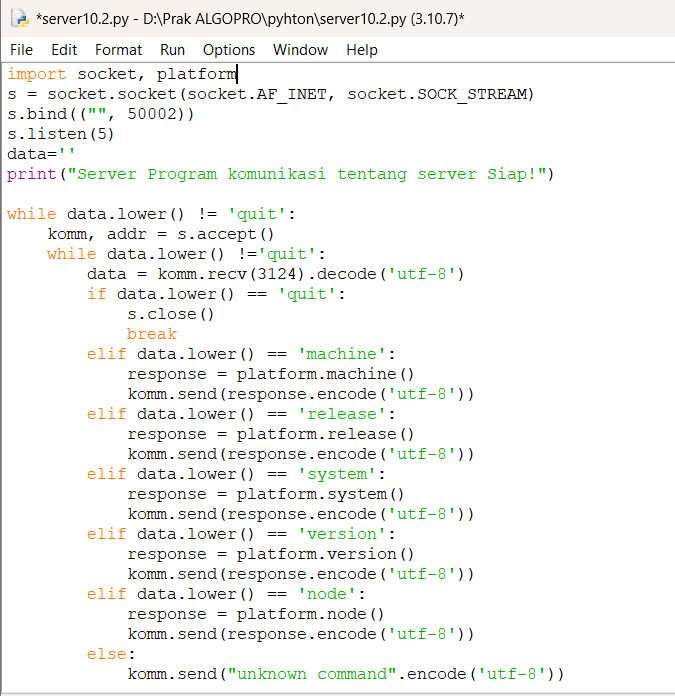 *server10.2.py - D:\Prak ALGOPRO\pyhton\server10.2.py (3.10.7)*
File Edit Format Run Options Window Help
import socket, platform
s = socket.socket(socket.AF_INET, socket.SOCK_STREAM)
s.bind(("", 50002))
s.listen(5)
data=''
print("Server Program komunikasi tentang server Siap!")

while data.lower() != 'quit':
    komm, addr = s.accept()
    while data.lower() !='quit':
        data = komm.recv(3124).decode('utf-8')
        if data.lower() == 'quit':
            s.close()
            break
        elif data.lower() == 'machine':
            response = platform.machine()
            komm.send(response.encode('utf-8'))
        elif data.lower() == 'release':
            response = platform.release()
            komm.send(response.encode('utf-8'))
        elif data.lower() == 'system':
            response = platform.system()
            komm.send(response.encode('utf-8'))
        elif data.lower() == 'version':
            response = platform.version()
            komm.send(response.encode('utf-8'))
        elif data.lower() == 'node':
            response = platform.node()
            komm.send(response.encode('utf-8'))
        else:
            komm.send("unknown command".encode('utf-8'))